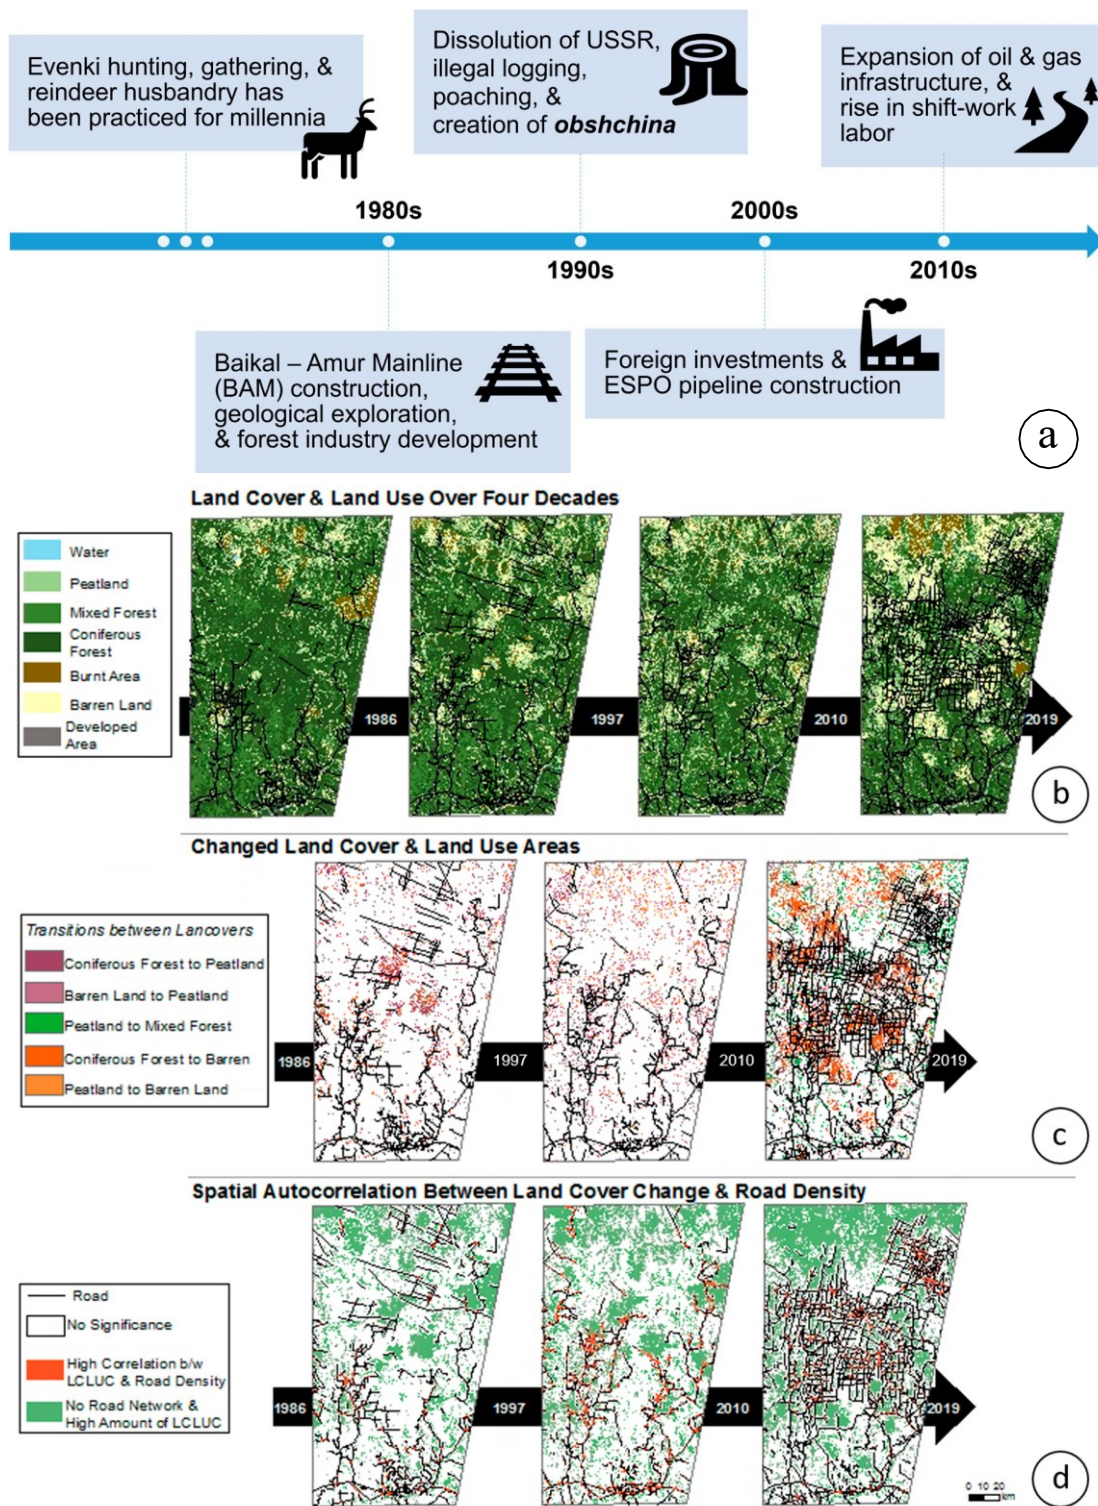 Evenki hunting, gathering, &
reindeer husbandry has
been practiced for millennia
Dissolution of USSR,
illegal logging,
poaching, &
creation of obshchina
Expansion of oil & gas
infrastructure, &
rise in shift-work
labor
1980s
2000s
1990s
2010s
Baikal – Amur Mainline
(BAM) construction,
geological exploration,
& forest industry development
Foreign investments &
ESPO pipeline construction
a
Land Cover & Land Use Over Four Decades
Water
Peatland
Mixed Forest
Coniferous
Forest
Burnt Area
Barren Land
Developed
Area
1986
1997
2010
2019
b
Changed Land Cover & Land Use Areas
Transitions between Lancovers
Coniferous Forest to Peatland
Barren Land to Peatland
Peatland to Mixed Forest
Coniferous Forest to Barren
Peatland to Barren Land
1986
1997
2010
2019
c
Spatial Autocorrelation Between Land Cover Change & Road Density
Road
No Significance
High Correlation b/w
LCLUC & Road Density
No Road Network &
High Amount of LCLUC
1986
1997
2010
2019
d
0 10 20
km